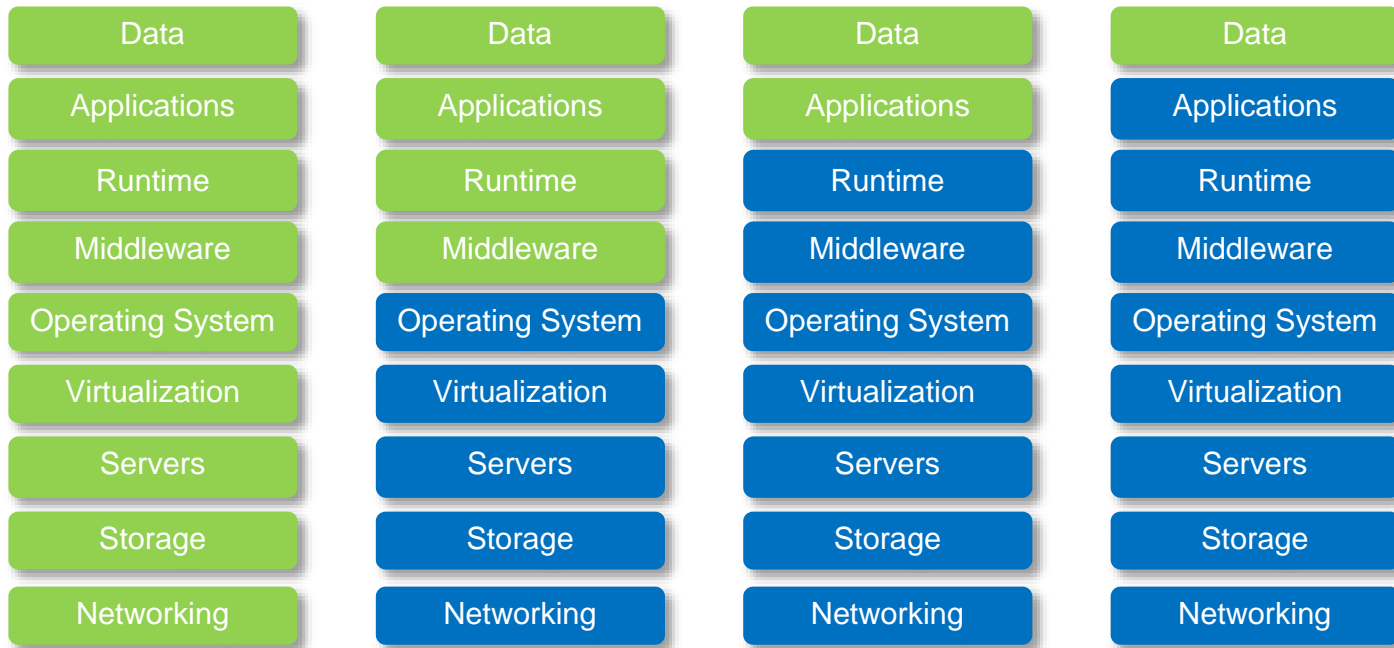 Data
Applications
Runtime
Middleware
Operating System
Virtualization
Servers
Storage
Networking
Data
Applications
Runtime
Middleware
Operating System
Virtualization
Servers
Storage
Networking
Data
Applications
Runtime
Middleware
Operating System
Virtualization
Servers
Storage
Networking
Data
Applications
Runtime
Middleware
Operating System
Virtualization
Servers
Storage
Networking